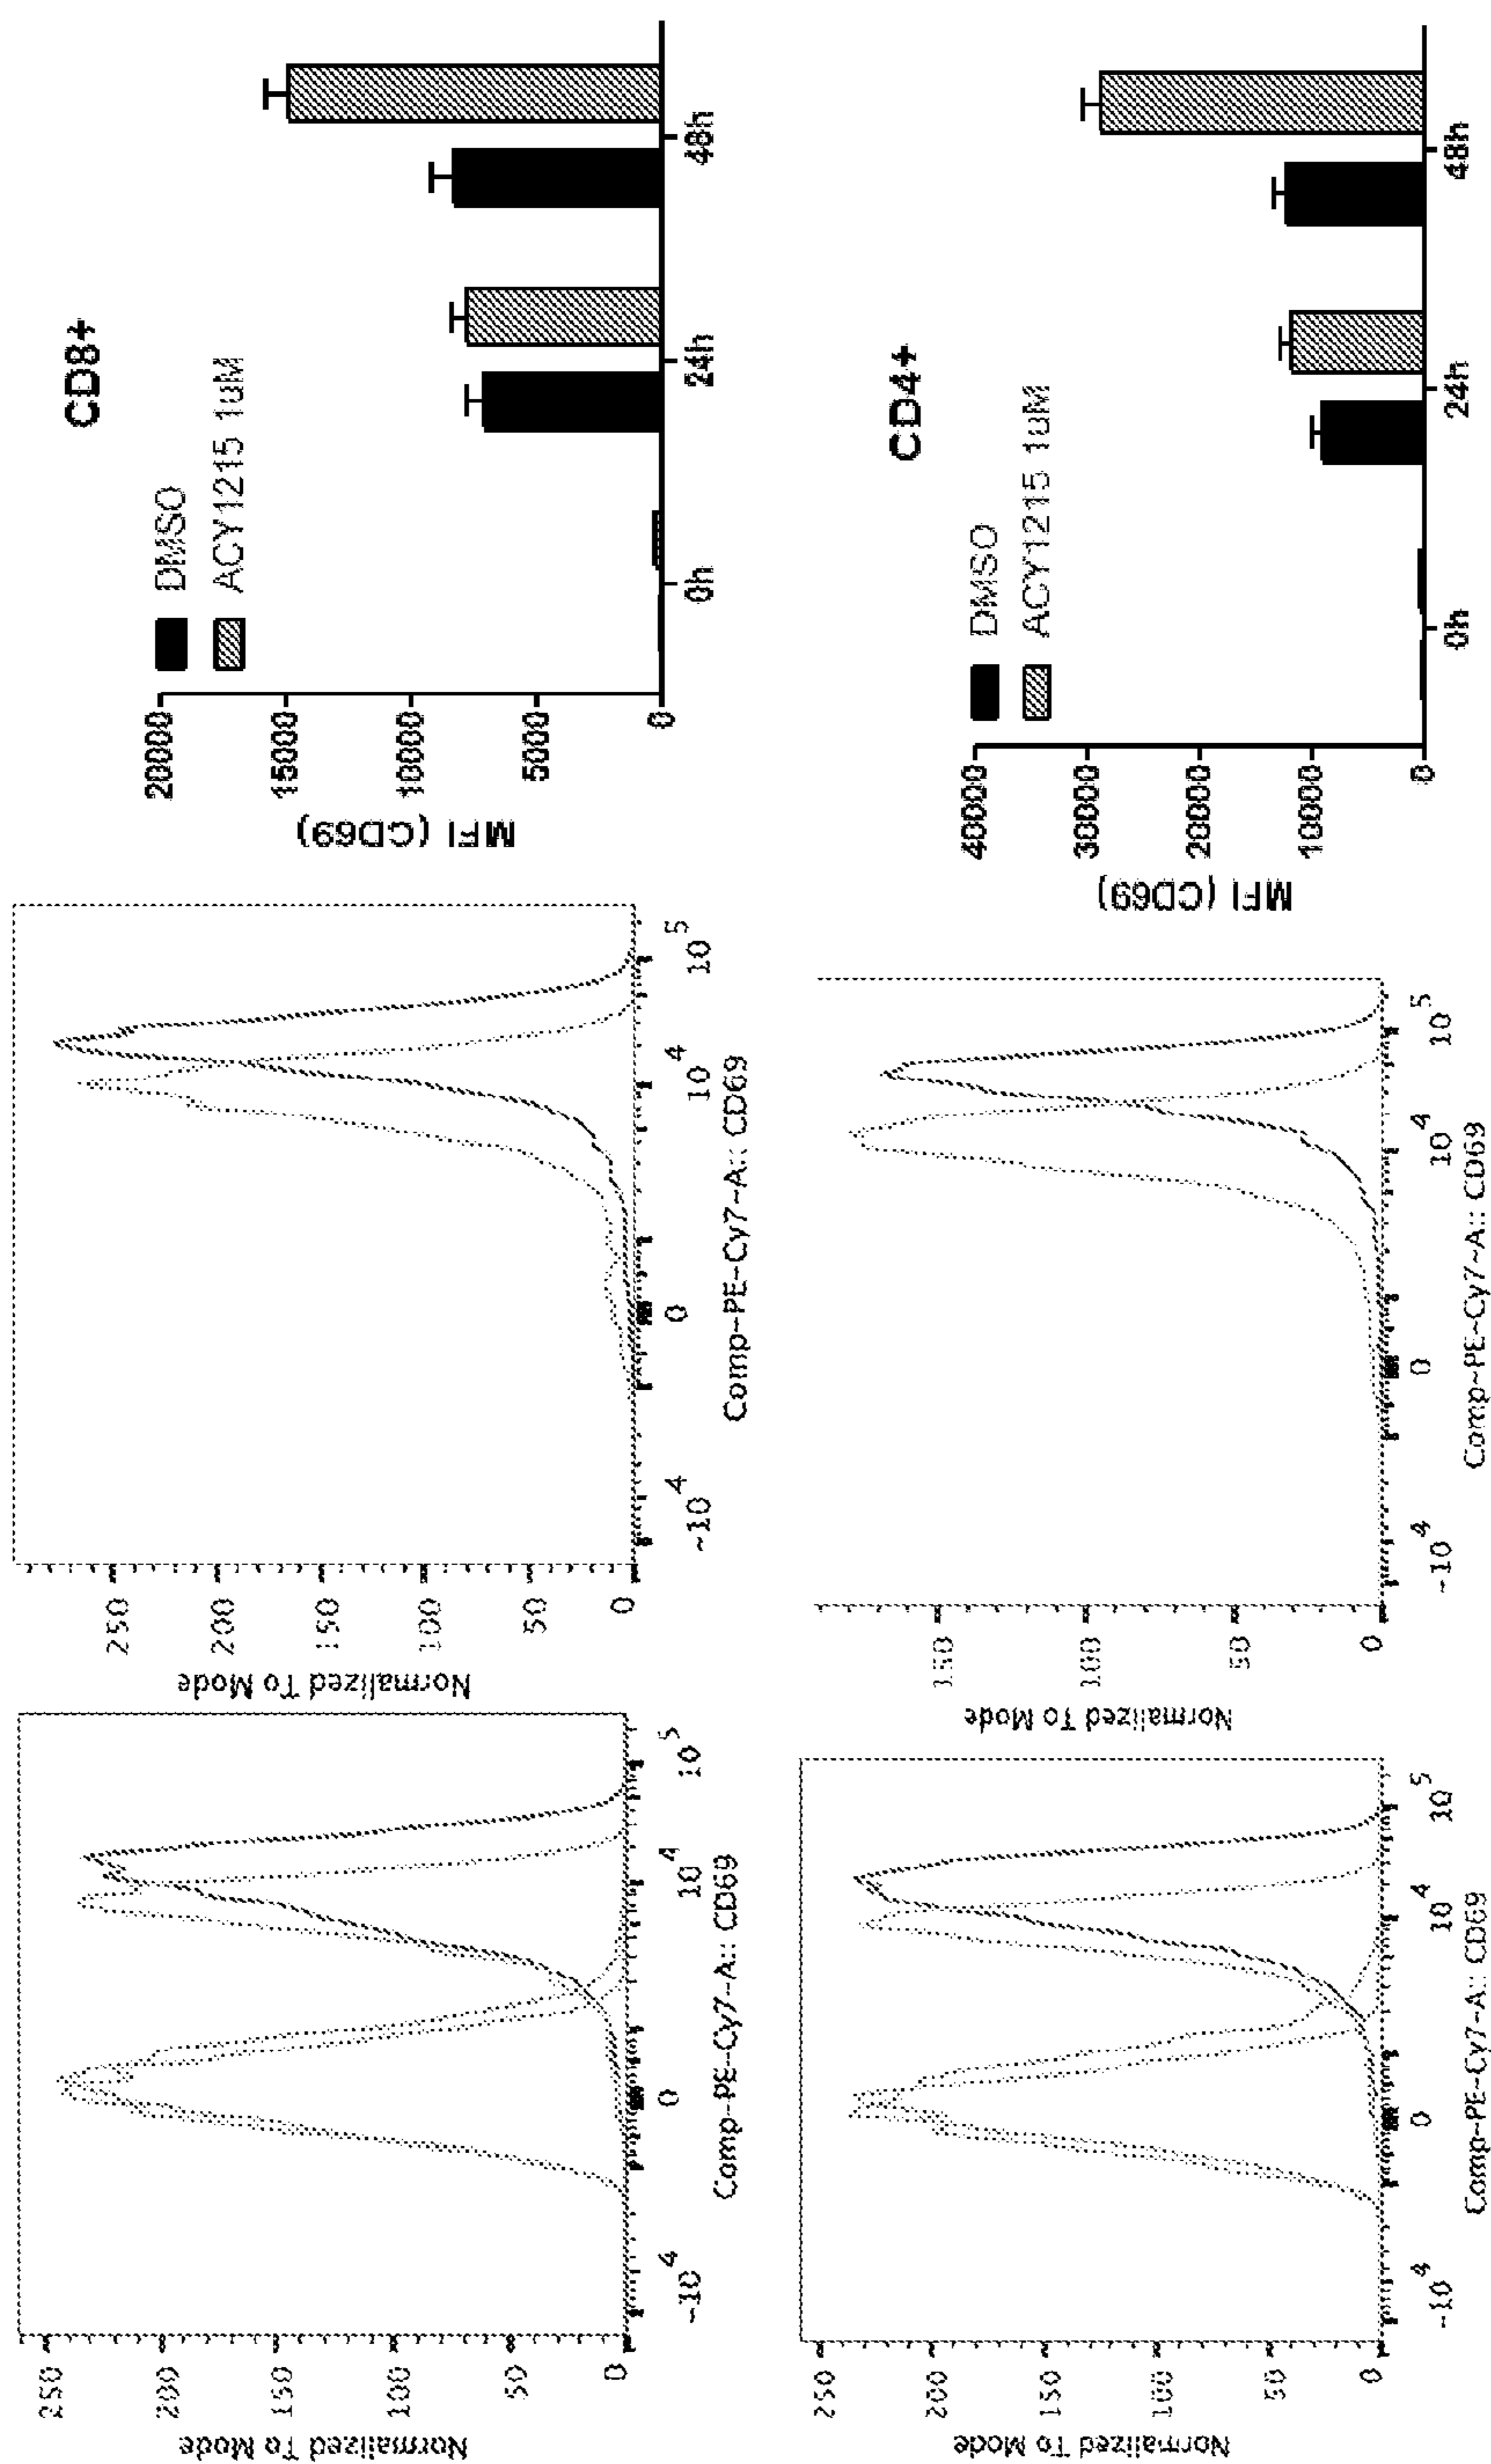 Normalized To Mode
250
200
150
100
50
0
-10^4
0
10^4
10^5
Comp-PE-Cy7-A:: CD69
Normalized To Mode
250
200
150
100
50
0
~10^4
0
10^4
10^5
Comp-PE-Cy7-A:: CD69
CD8+
DMSO
ACY1215 1uM
MFI (CD69)
20000
15000
10000
5000
0
0h
24h
48h
Normalized To Mode
250
200
150
100
50
0
-10^4
0
10^4
10^5
Comp-PE-Cy7-A:: CD69
Normalized To Mode
150
100
50
0
-10^4
0
10^4
10^5
Comp-PE-Cy7-A:: CD69
CD4+
DMSO
ACY1215 1uM
MFI (CD69)
40000
30000
20000
10000
0
0h
24h
48h